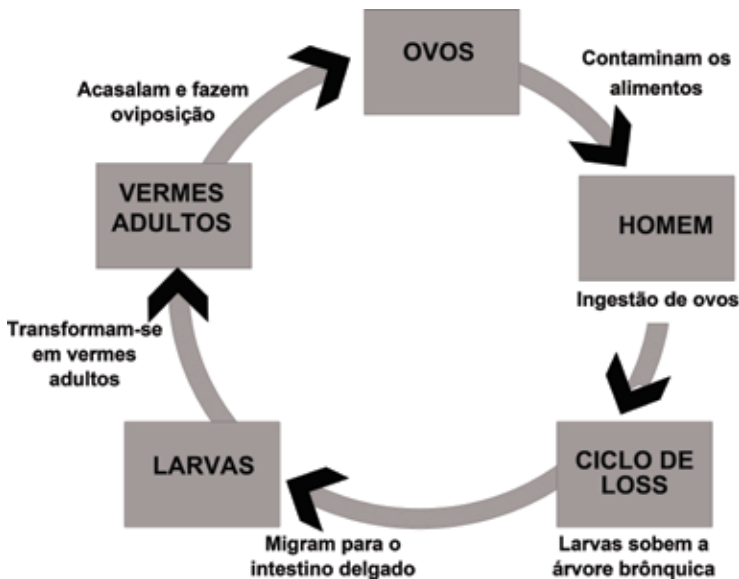 OVOS
Contaminam os
alimentos
HOMEM
Ingestão de ovos
CICLO DE
LOSS
Larvas sobem a
árvore brônquica
Migram para o
intestino delgado
LARVAS
Transformam-se
em vermes
adultos
VERMES
ADULTOS
Acasalam e fazem
oviposição